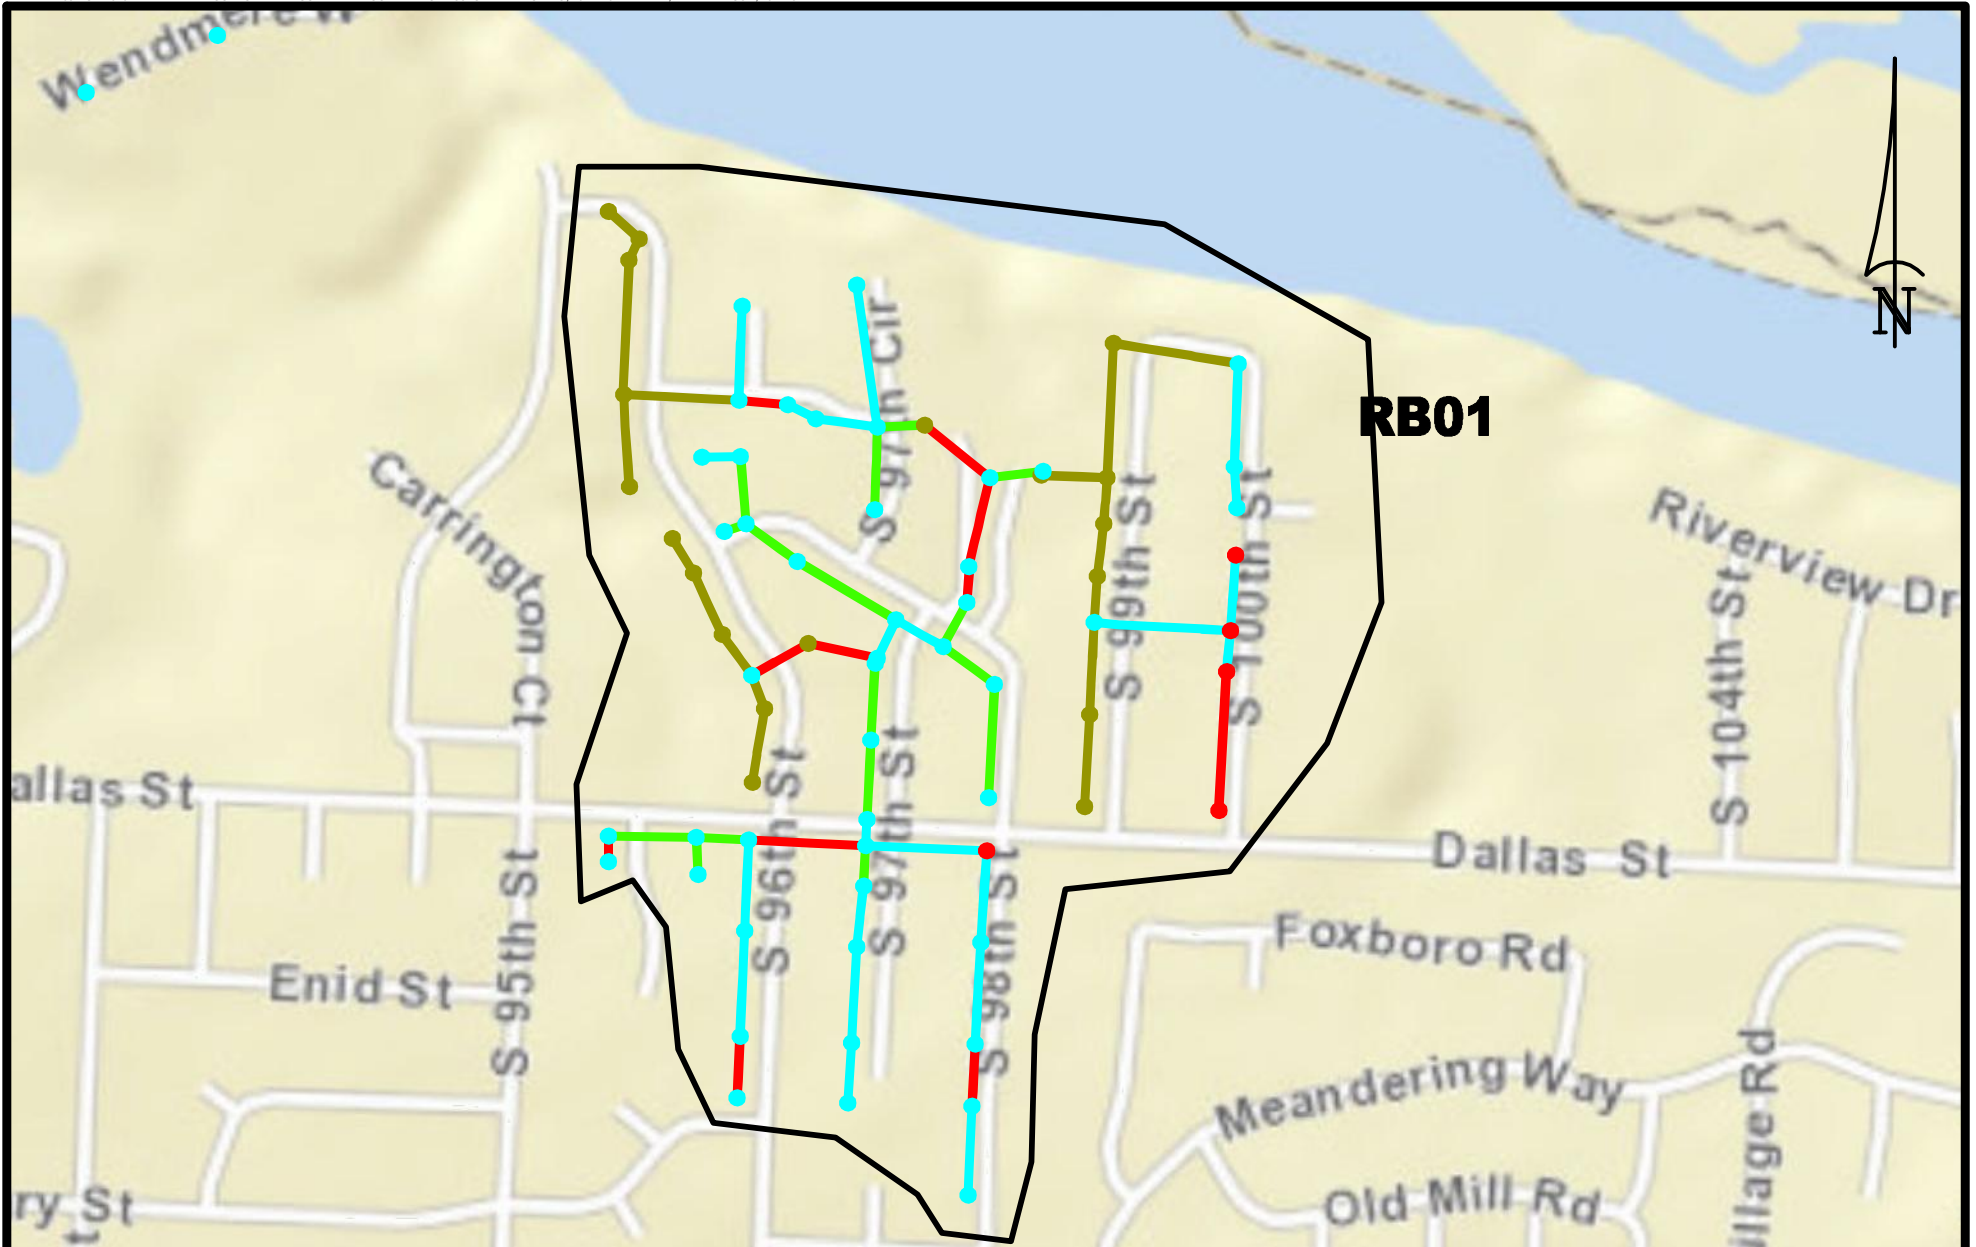 Wendmere W
N
S 97th Cir
RB01
Carrington Ct
S 99th St
S 100th St
Riverview Dr
S 104th St
allas St
S 96th St
S 97th St
Dallas St
S 95th St
S 98th St
Enid St
Foxboro Rd
Meandering Way
illage Rd
Old Mill Rd
ry St
t